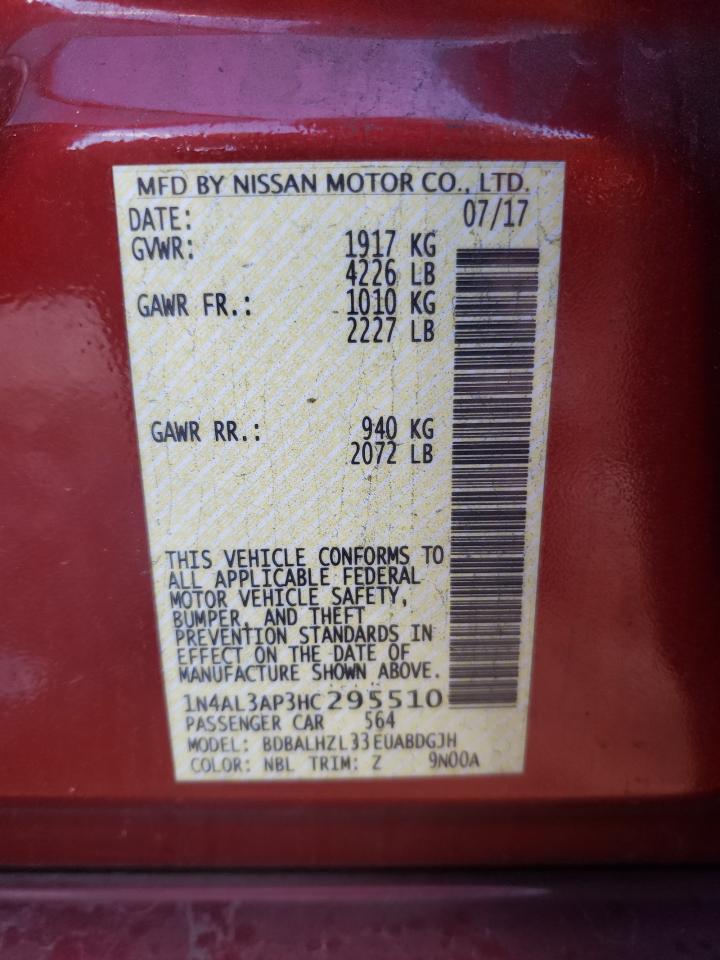 MFD BY NISSAN MOTOR CO., LTD.
DATE: 07/17
GVWR: 1917 KG
4226 LB
GAWR FR.: 1010 KG
2227 LB
GAWR RR.: 940 KG
2072 LB
THIS VEHICLE CONFORMS TO
ALL APPLICABLE FEDERAL
MOTOR VEHICLE SAFETY,
BUMPER, AND THEFT
PREVENTION STANDARDS IN
EFFECT ON THE DATE OF
MANUFACTURE SHOWN ABOVE.
1N4AL3AP3HC295510
PASSENGER CAR 564
MODEL: BDBALHZL33EUABDGJH
COLOR: NBL TRIM: Z 9N00A